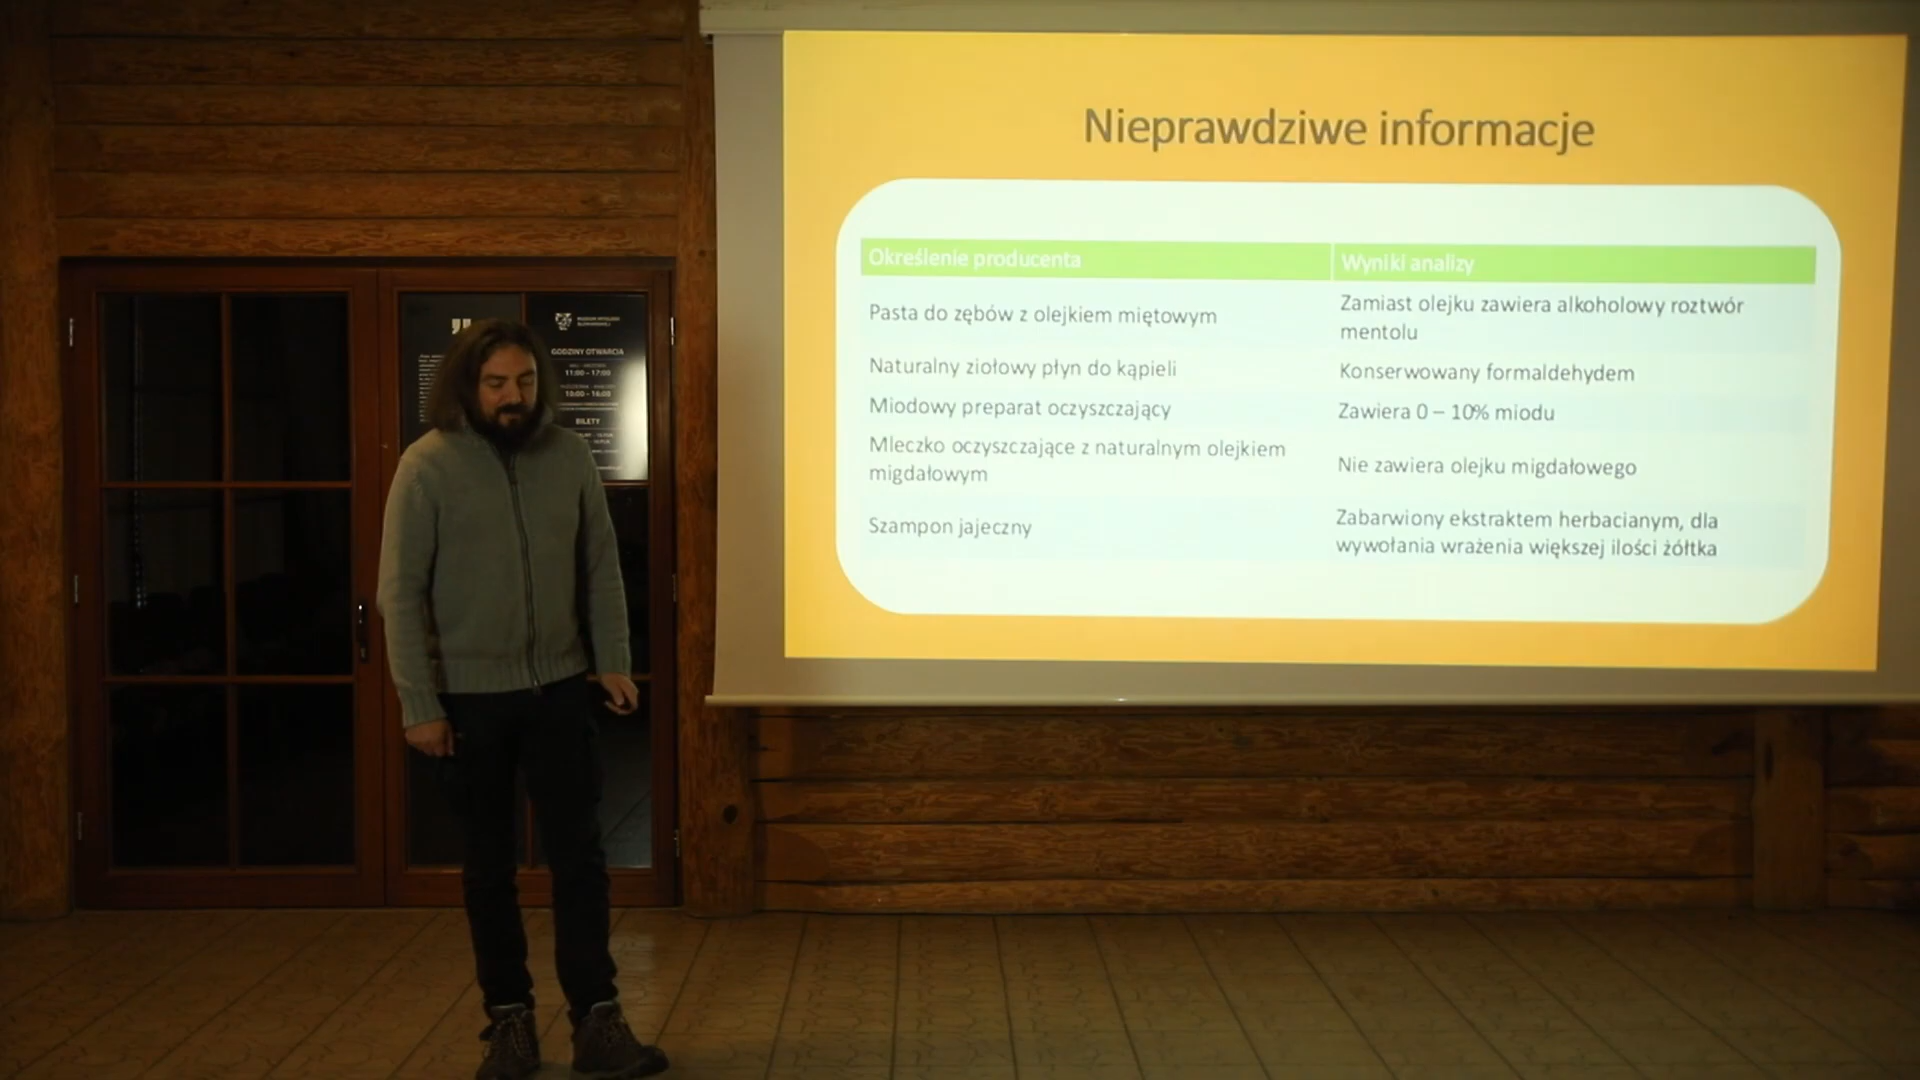 Nieprawdziwe informacje
Określenie producenta
Wyniki analizy
Pasta do zębów z olejkiem miętowym
Zamiast olejku zawiera alkoholowy roztwór
mentolu
Naturalny ziołowy płyn do kąpieli
Konserwowany formaldehydem
Miodowy preparat oczyszczający
Zawiera 0 – 10% miodu
Mleczko oczyszczające z naturalnym olejkiem
migdałowym
Nie zawiera olejku migdałowego
Szampon jajeczny
Zabarwiony ekstraktem herbacianym, dla
wywołania wrażenia większej ilości żółtka
GODZINY OTWARCIA
11:00 – 17:00
10:00 – 16:00
BILETY